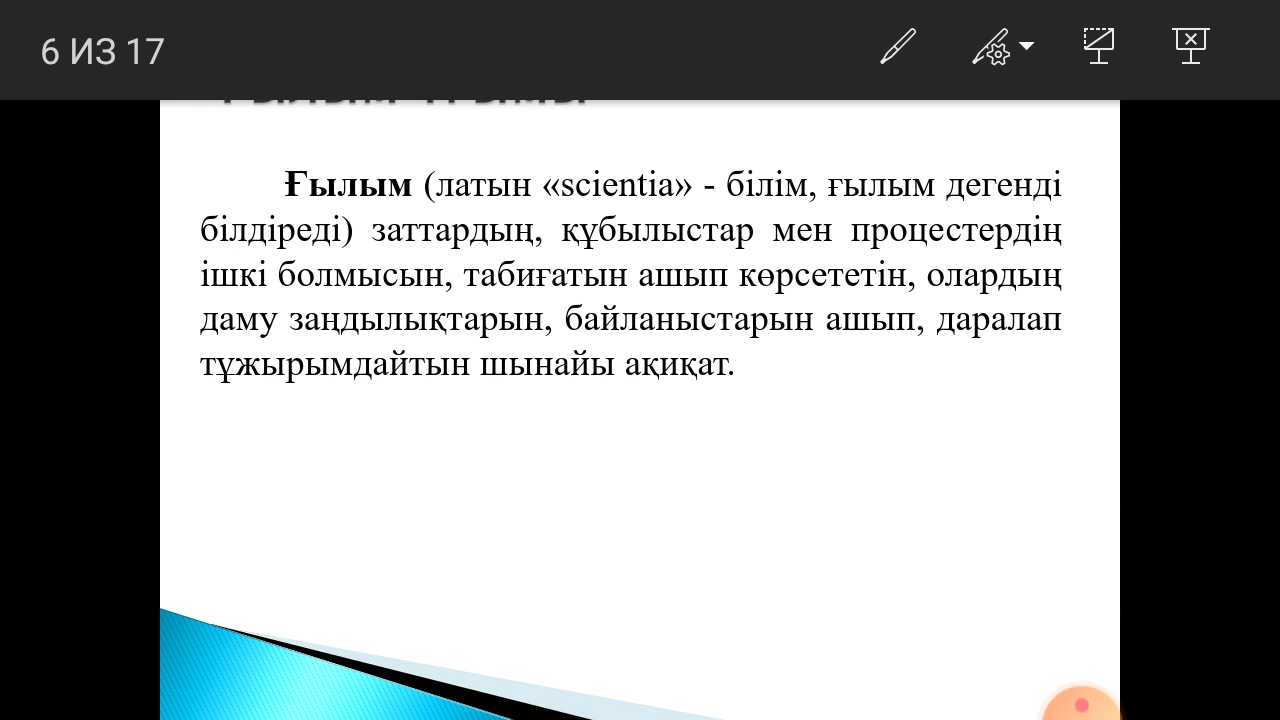 6 ИЗ 17
Ғылым (латын «scientia» - білім, ғылым дегенді
білдіреді) заттардың, құбылыстар мен процестердің
ішкі болмысын, табиғатын ашып көрсететін, олардың
даму заңдылықтарын, байланыстарын ашып, даралап
тұжырымдайтын шынайы ақиқат.